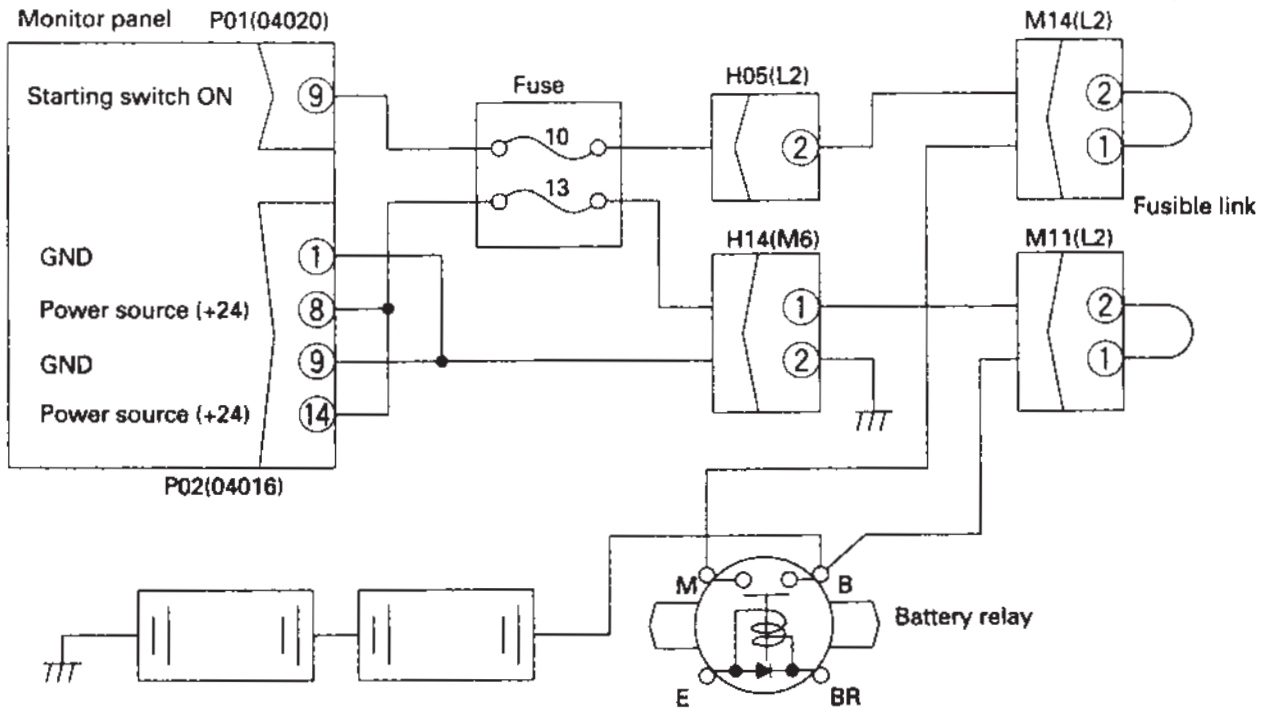 Monitor panel P01(04020) M14(L2)
Starting switch ON 9 Fuse H05(L2) 2
10 2 1
13 Fusible link
GND 1 H14(M6) M11(L2)
Power source (+24) 8 1 2
GND 9 2 1
Power source (+24) 14
P02(04016)
M B
Battery relay
E BR